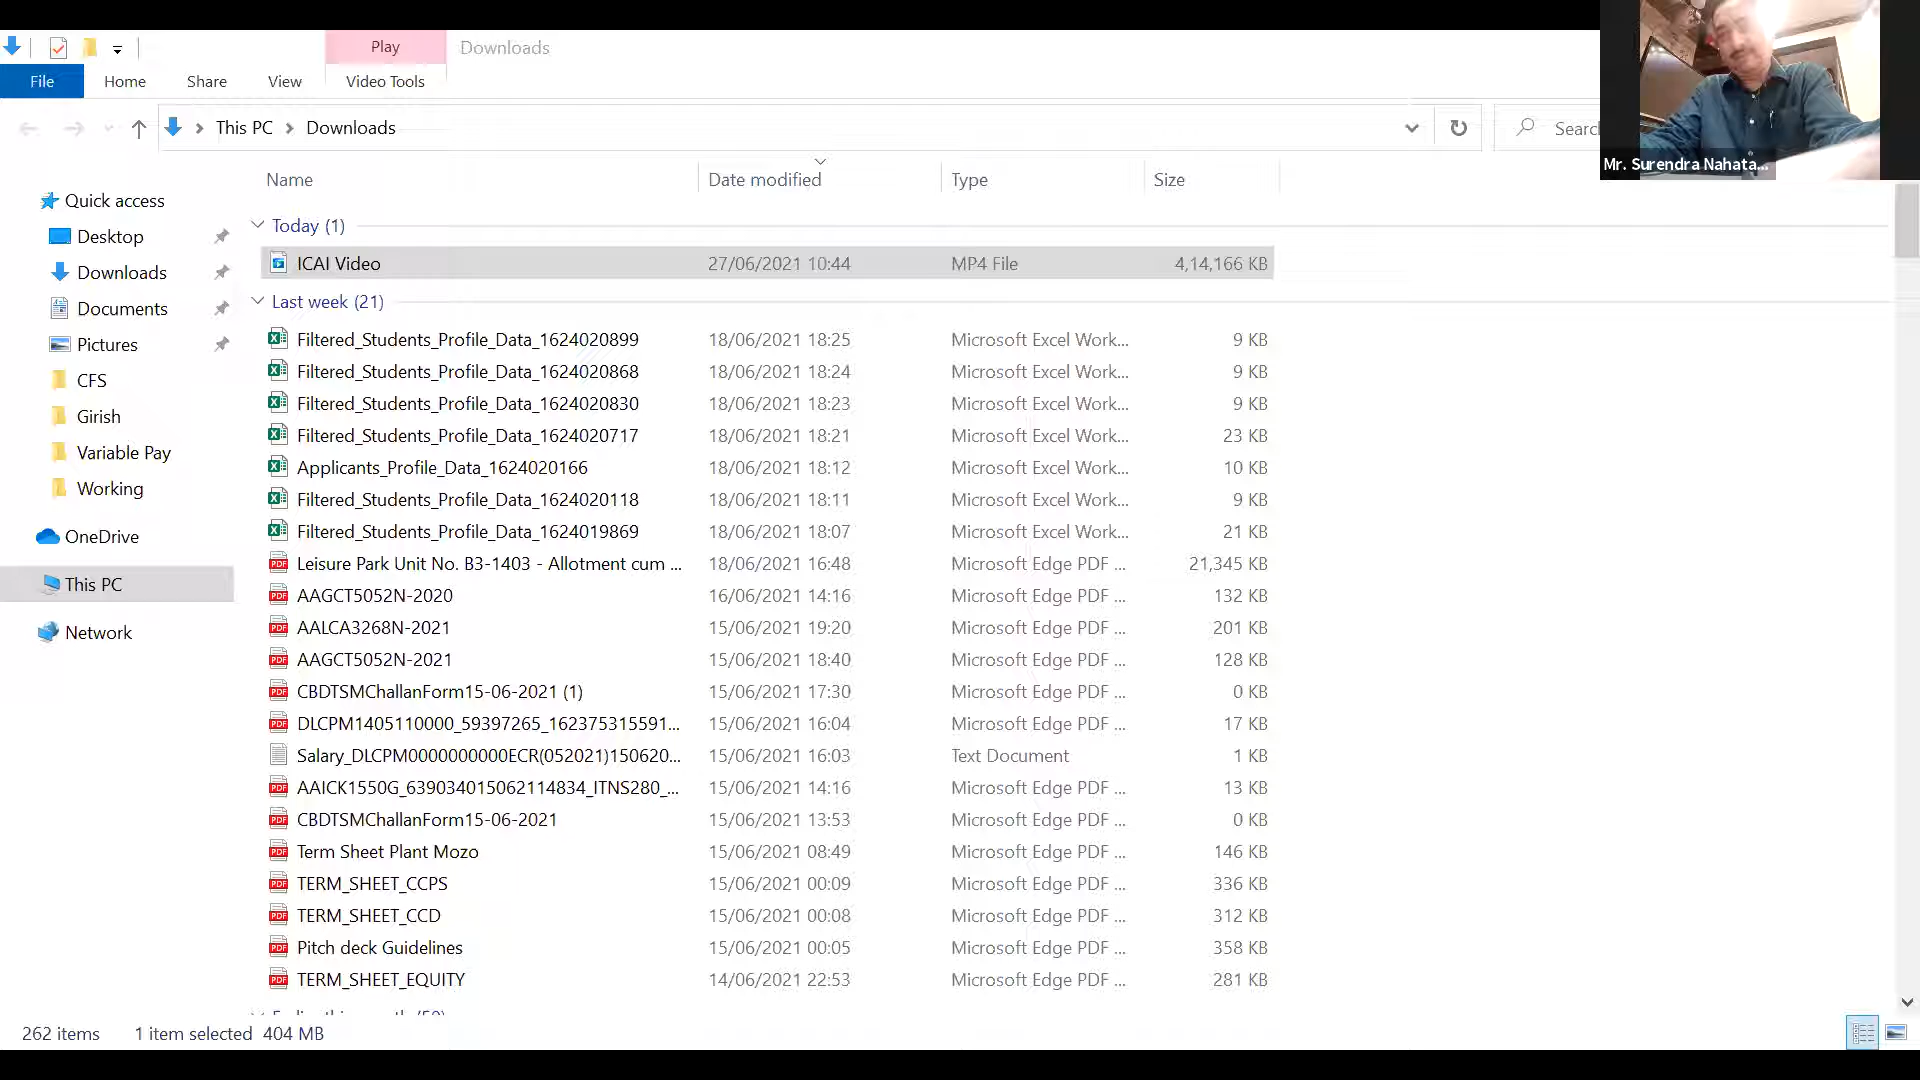 Play
Downloads
File
Home
Share
View
Video Tools
This PC
Downloads
Search
Mr. Surendra Nahata...
Name
Date modified
Type
Size
Quick access
Desktop
Downloads
Documents
Pictures
CFS
Girish
Variable Pay
Working
OneDrive
This PC
Network
Today (1)
ICAI Video 27/06/2021 10:44 MP4 File 4,14,166 KB
Last week (21)
Filtered_Students_Profile_Data_1624020899 18/06/2021 18:25 Microsoft Excel Work... 9 KB
Filtered_Students_Profile_Data_1624020868 18/06/2021 18:24 Microsoft Excel Work... 9 KB
Filtered_Students_Profile_Data_1624020830 18/06/2021 18:23 Microsoft Excel Work... 9 KB
Filtered_Students_Profile_Data_1624020717 18/06/2021 18:21 Microsoft Excel Work... 23 KB
Applicants_Profile_Data_1624020166 18/06/2021 18:12 Microsoft Excel Work... 10 KB
Filtered_Students_Profile_Data_1624020118 18/06/2021 18:11 Microsoft Excel Work... 9 KB
Filtered_Students_Profile_Data_1624019869 18/06/2021 18:07 Microsoft Excel Work... 21 KB
Leisure Park Unit No. B3-1403 - Allotment cum ... 18/06/2021 16:48 Microsoft Edge PDF ... 21,345 KB
AAGCT5052N-2020 16/06/2021 14:16 Microsoft Edge PDF ... 132 KB
AALCA3268N-2021 15/06/2021 19:20 Microsoft Edge PDF ... 201 KB
AAGCT5052N-2021 15/06/2021 18:40 Microsoft Edge PDF ... 128 KB
CBDTSMChallanForm15-06-2021 (1) 15/06/2021 17:30 Microsoft Edge PDF ... 0 KB
DLCPM1405110000_59397265_162375315591... 15/06/2021 16:04 Microsoft Edge PDF ... 17 KB
Salary_DLCPM0000000000ECR(052021)150620... 15/06/2021 16:03 Text Document 1 KB
AAICK1550G_639034015062114834_ITNS280_... 15/06/2021 14:16 Microsoft Edge PDF ... 13 KB
CBDTSMChallanForm15-06-2021 15/06/2021 13:53 Microsoft Edge PDF ... 0 KB
Term Sheet Plant Mozo 15/06/2021 08:49 Microsoft Edge PDF ... 146 KB
TERM_SHEET_CCPS 15/06/2021 00:09 Microsoft Edge PDF ... 336 KB
TERM_SHEET_CCD 15/06/2021 00:08 Microsoft Edge PDF ... 312 KB
Pitch deck Guidelines 15/06/2021 00:05 Microsoft Edge PDF ... 358 KB
TERM_SHEET_EQUITY 14/06/2021 22:53 Microsoft Edge PDF ... 281 KB
262 items 1 item selected 404 MB